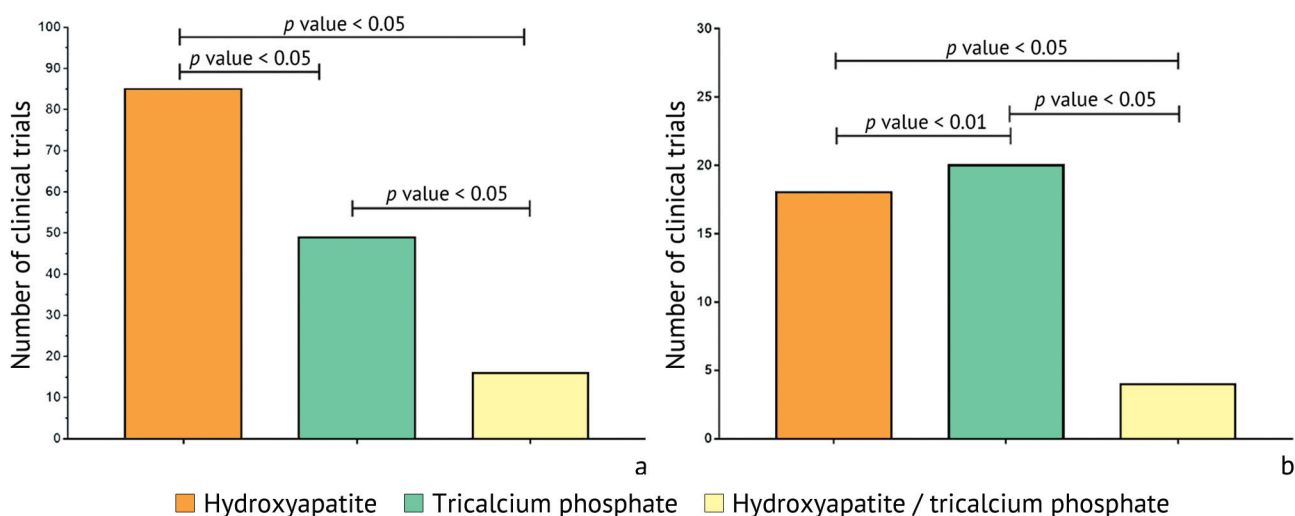 Number of clinical trials
100
90
80
70
60
50
40
30
20
10
0
p value < 0.05
p value < 0.05
p value < 0.05
a
Number of clinical trials
30
25
20
15
10
5
0
p value < 0.05
p value < 0.05
p value < 0.01
b
Hydroxyapatite
Tricalcium phosphate
Hydroxyapatite / tricalcium phosphate